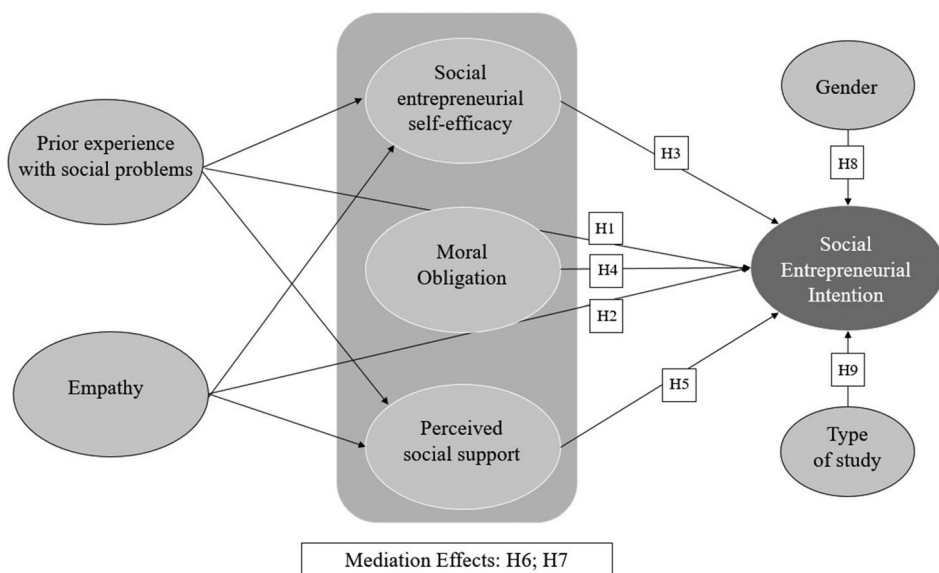 Prior experience
with social problems
Empathy
Social
entrepreneurial
self-efficacy
Moral
Obligation
Perceived
social support
H3
H1
H4
H2
H5
Gender
H8
Social
Entrepreneurial
Intention
H9
Type
of study
Mediation Effects: H6; H7